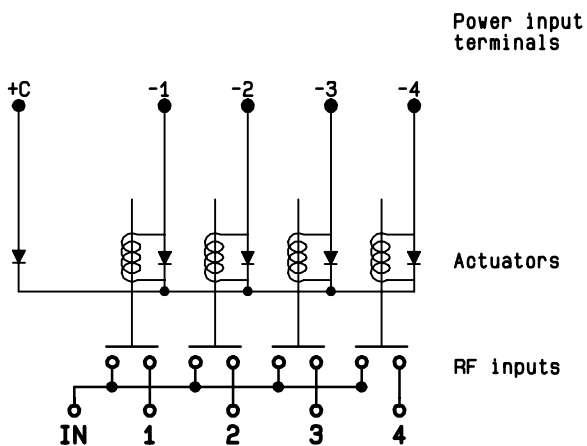 Power input
terminals
+C -1 -2 -3 -4
Actuators
RF inputs
IN 1 2 3 4